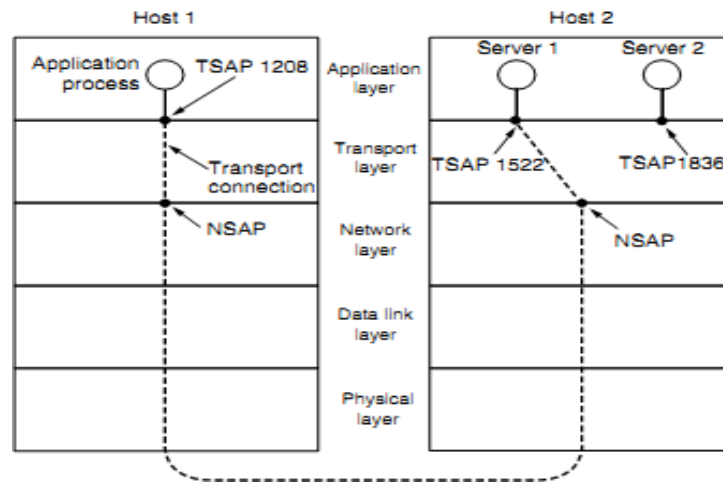 Host 1
Host 2
Application
process
TSAP 1208
Application
layer
Server 1
Server 2
Transport
connection
Transport
layer
TSAP 1522
TSAP1836
NSAP
Network
layer
NSAP
Data link
layer
Physical
layer